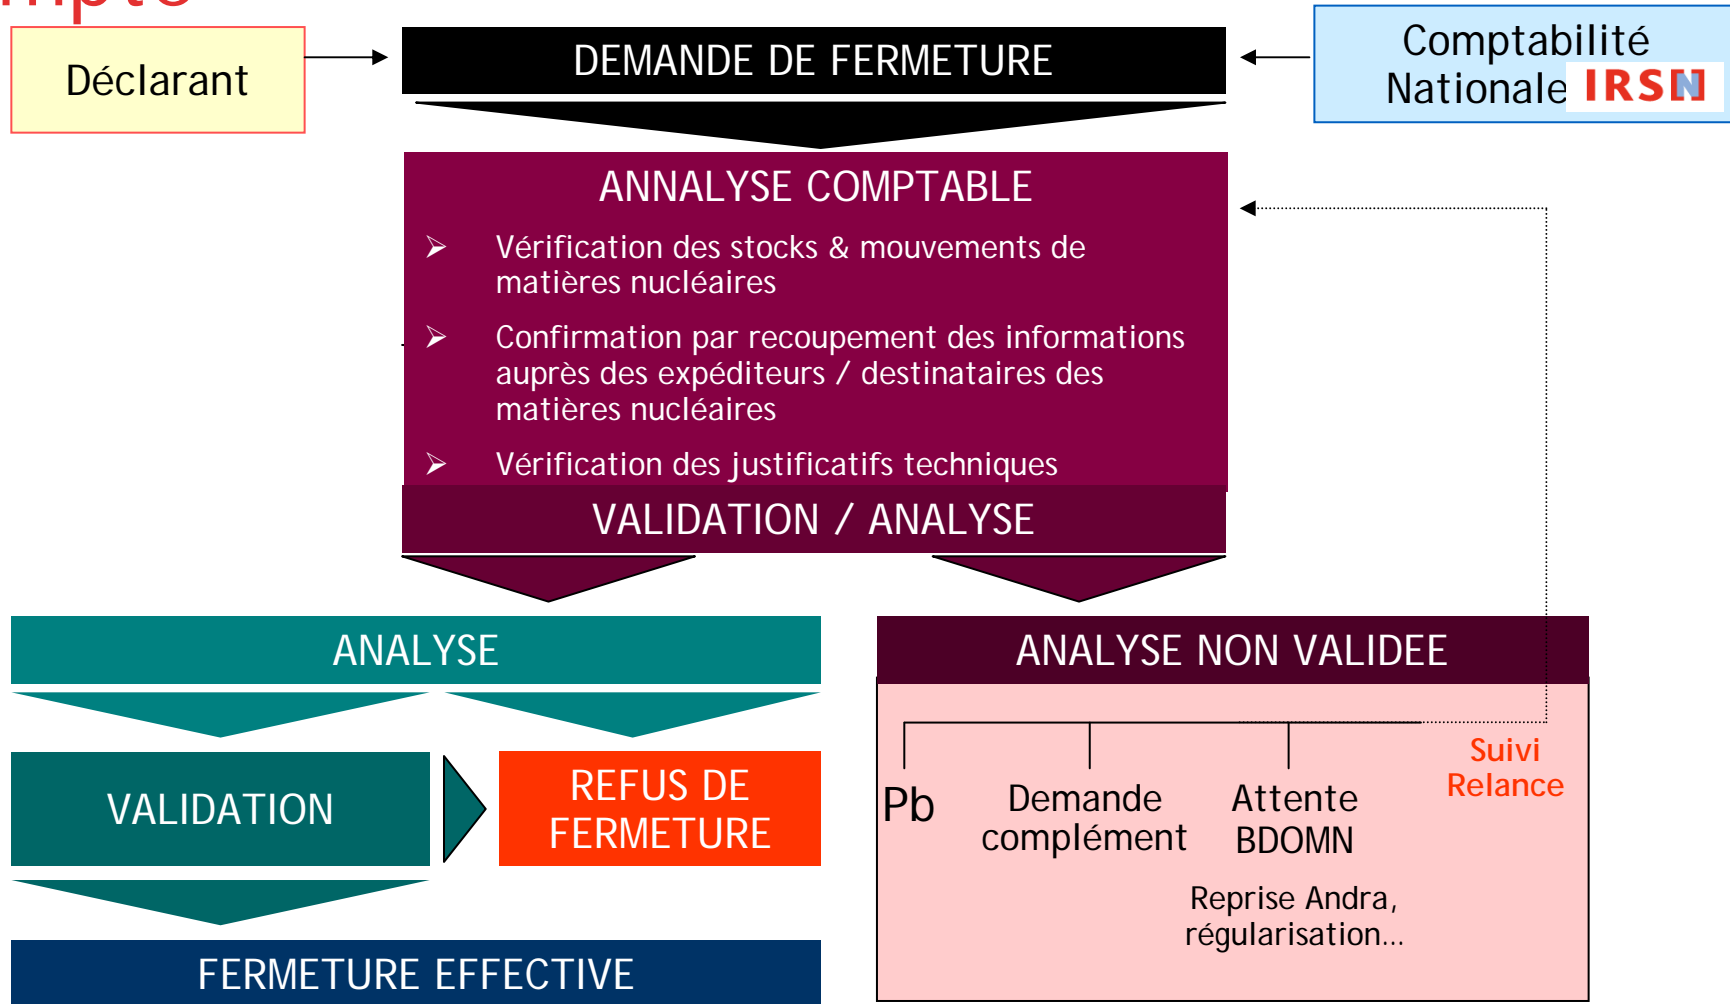 mpte
Déclarant
DEMANDE DE FERMETURE
Comptabilité
Nationale IRSN
ANNALYSE COMPTABLE
➢ Vérification des stocks & mouvements de
matières nucléaires
➢ Confirmation par recoupement des informations
auprès des expéditeurs / destinataires des
matières nucléaires
➢ Vérification des justificatifs techniques
VALIDATION / ANALYSE
ANALYSE
VALIDATION
REFUS DE
FERMETURE
FERMETURE EFFECTIVE
ANALYSE NON VALIDEE
Pb
Demande
complément
Attente
BDOMN
Reprise Andra,
régularisation...
Suivi
Relance